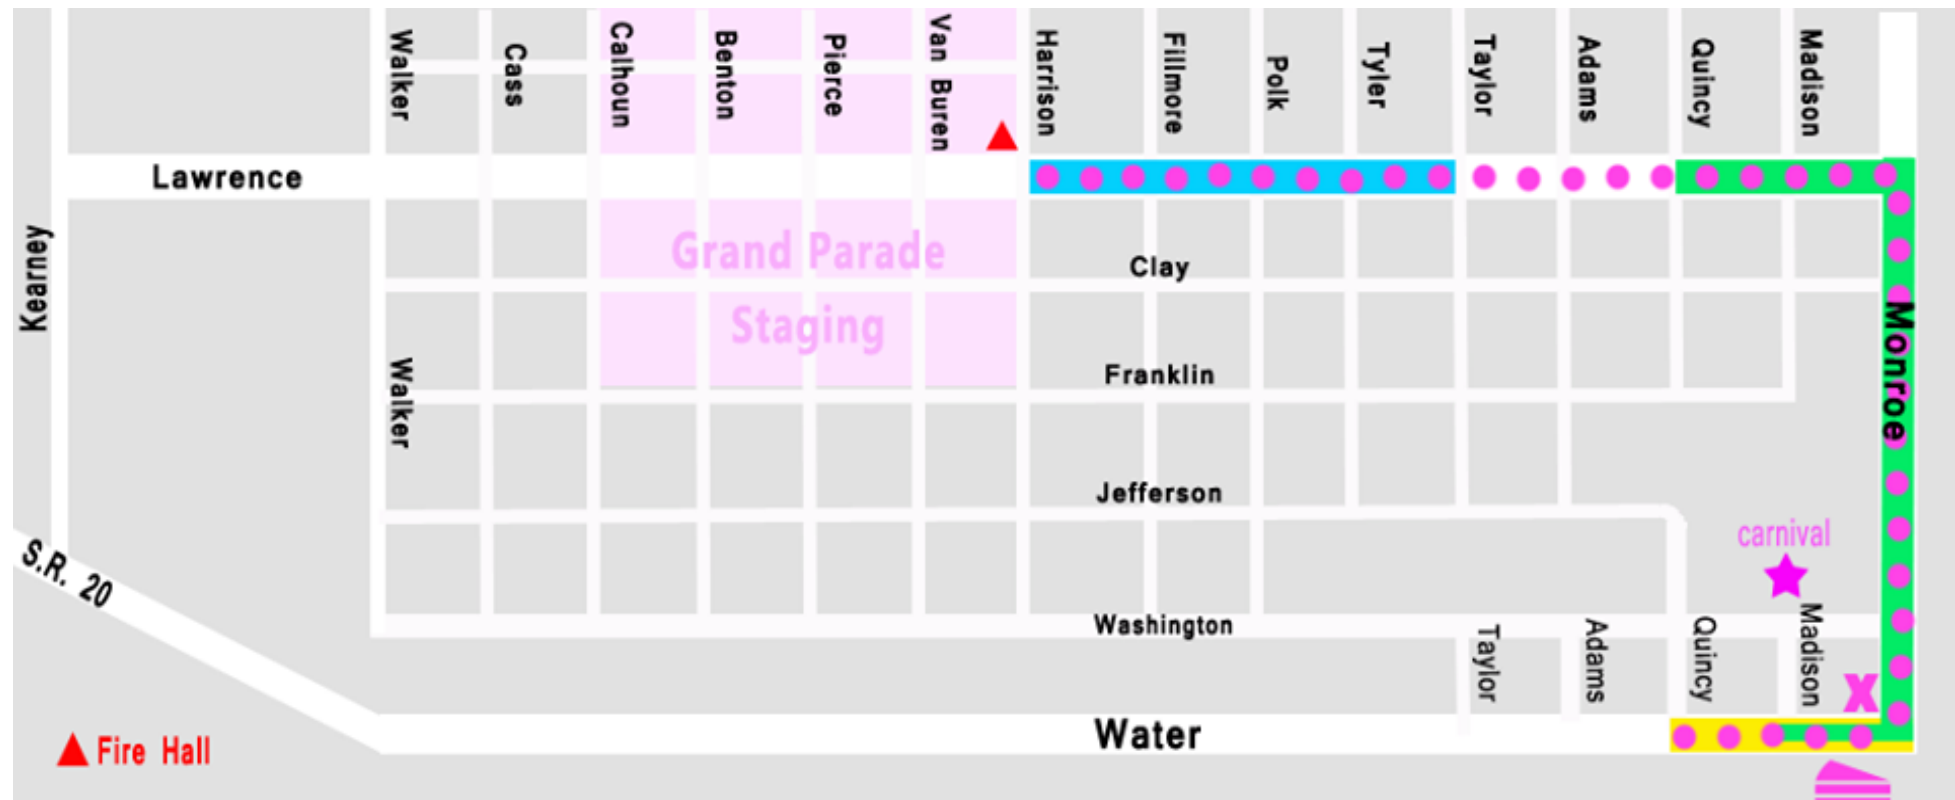 Walker
Cass
Calhoun
Benton
Pierce
Van Buren
Harrison
Fillmore
Polk
Tyler
Taylor
Adams
Quincy
Madison
Lawrence
Kearney
Grand Parade
Staging
Clay
Franklin
Walker
Monroe
Jefferson
carnival
S.R. 20
Washington
Taylor
Adams
Quincy
Madison
X
Water
Fire Hall